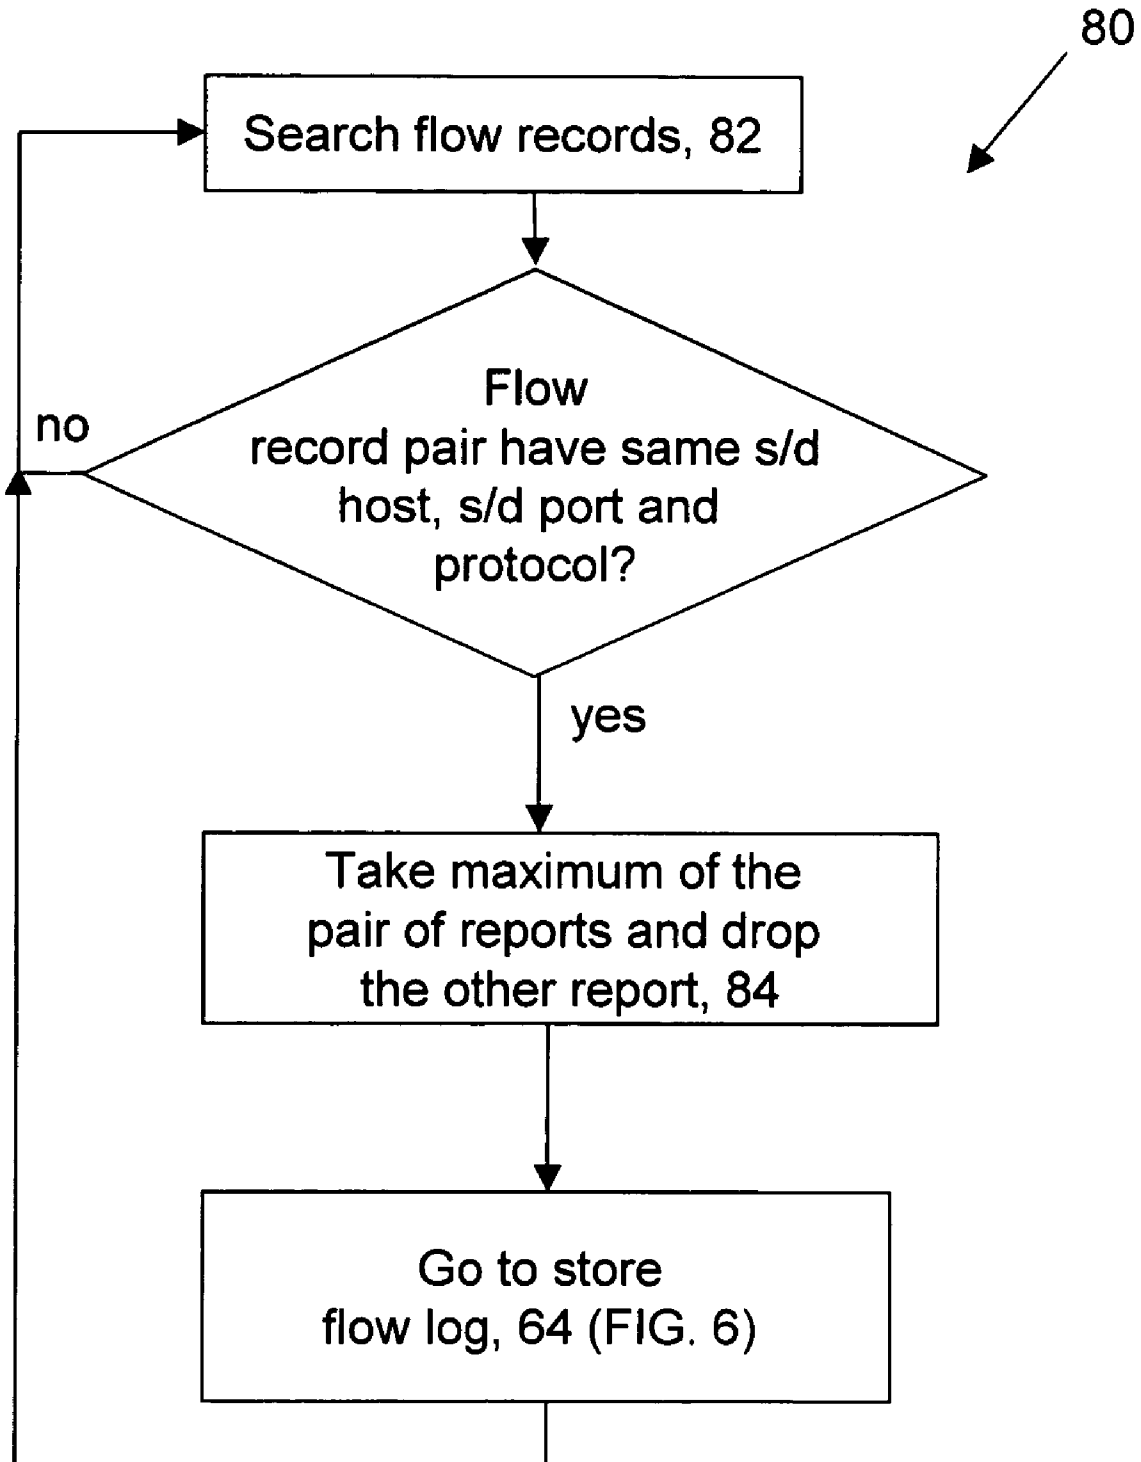 80
Search flow records, 82
Flow
record pair have same s/d
host, s/d port and
protocol?
no
yes
Take maximum of the
pair of reports and drop
the other report, 84
Go to store
flow log, 64 (FIG. 6)